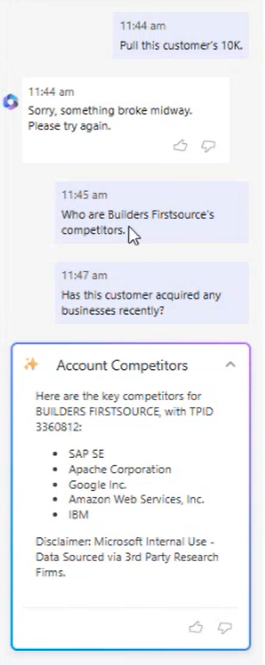 11:44 am
Pull this customer's 10K.
11:44 am
Sorry, something broke midway.
Please try again.
11:45 am
Who are Builders Firstsource's
competitors.
11:47 am
Has this customer acquired any
businesses recently?
Account Competitors
Here are the key competitors for
BUILDERS FIRSTSOURCE, with TPID
3360812:
• SAP SE
• Apache Corporation
• Google Inc.
• Amazon Web Services, Inc.
• IBM
Disclaimer: Microsoft Internal Use -
Data Sourced via 3rd Party Research
Firms.